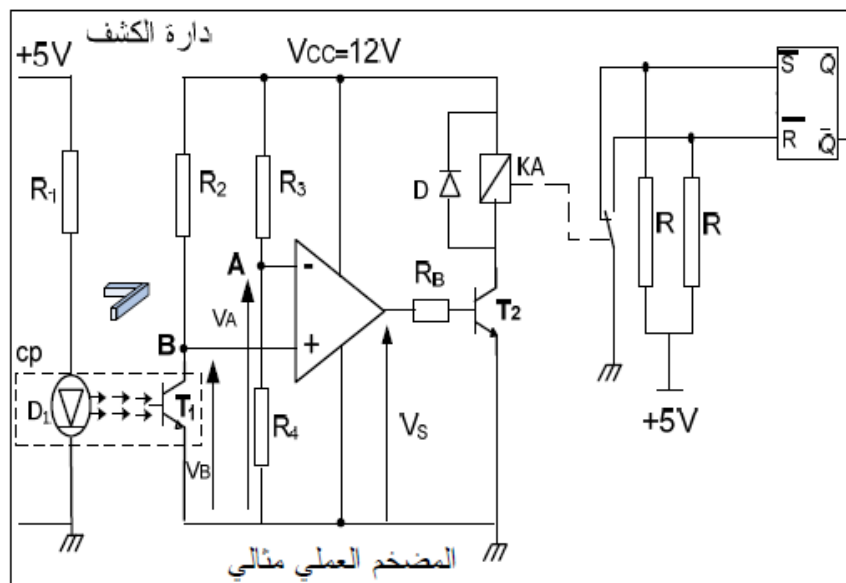 دارة الكشف
+5V
VCC=12V
S̅ Q
R̅ Q̅
R1
R2
R3
D
KA
R
R
A
-
RB
T2
VA
B
+
cp
D1
T1
R4
VB
VS
+5V
المضخم العملي مثالي